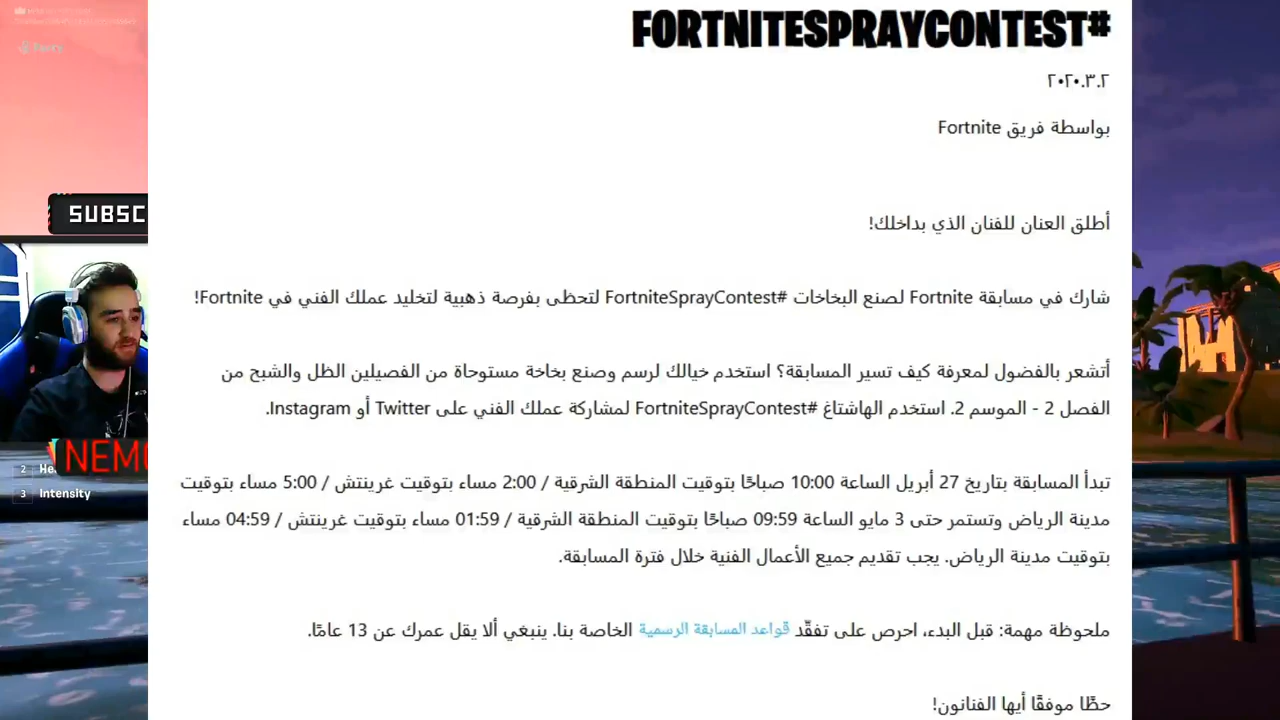 #FORTNITESPRAYCONTEST
٢٠٢٠.٣.٢
بواسطة فريق Fortnite
أطلق العنان للفنان الذي بداخلك!
شارك في مسابقة Fortnite لصنع البخاخات #FortniteSprayContest لتحظى بفرصة ذهبية لتخليد عملك الفني في Fortnite!
أتشعر بالفضول لمعرفة كيف تسير المسابقة؟ استخدم خيالك لرسم وصنع بخاخة مستوحاة من الفصيلين الظل والشبح من
الفصل 2 - الموسم 2. استخدم الهاشتاغ #FortniteSprayContest لمشاركة عملك الفني على Twitter أو Instagram.
تبدأ المسابقة بتاريخ 27 أبريل الساعة 10:00 صباحًا بتوقيت المنطقة الشرقية / 2:00 مساء بتوقيت غرينتش / 5:00 مساء بتوقيت
مدينة الرياض وتستمر حتى 3 مايو الساعة 09:59 صباحًا بتوقيت المنطقة الشرقية / 01:59 مساء بتوقيت غرينتش / 04:59 مساء
بتوقيت مدينة الرياض. يجب تقديم جميع الأعمال الفنية خلال فترة المسابقة.
ملحوظة مهمة: قبل البدء، احرص على تفقّد قواعد المسابقة الرسمية الخاصة بنا. ينبغي ألا يقل عمرك عن 13 عامًا.
حظًا موفقًا أيها الفنانون!
SUBSC
NEMO
2
3 Intensity